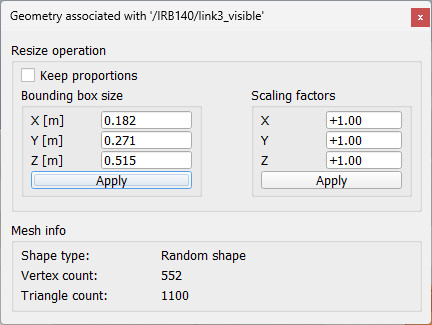 Geometry associated with '/IRB140/link3_visible'
x
Resize operation
Keep proportions
Bounding box size
X [m] 0.182
Y [m] 0.271
Z [m] 0.515
Apply
Scaling factors
X +1.00
Y +1.00
Z +1.00
Apply
Mesh info
Shape type: Random shape
Vertex count: 552
Triangle count: 1100